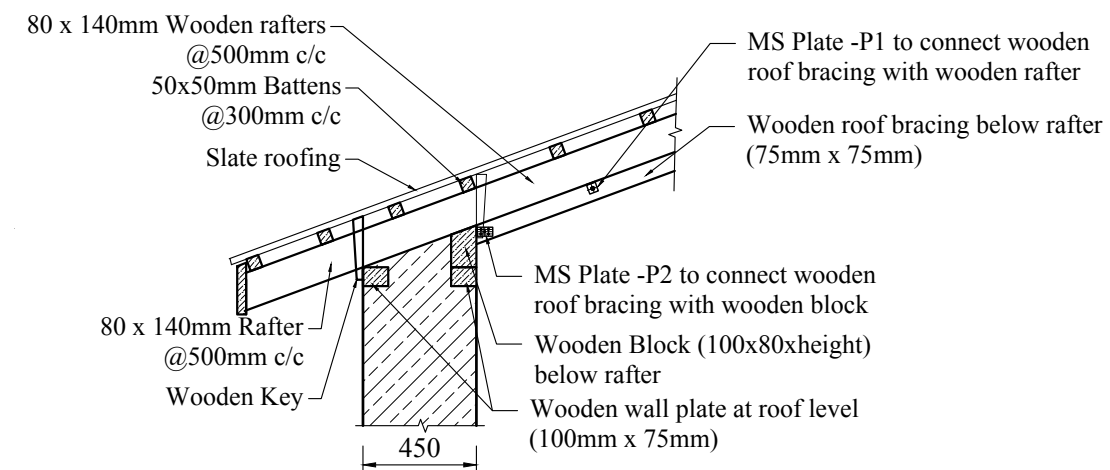 80 x 140mm Wooden rafters
@500mm c/c
50x50mm Battens
@300mm c/c
Slate roofing
80 x 140mm Rafter
@500mm c/c
Wooden Key
MS Plate -P1 to connect wooden
roof bracing with wooden rafter
Wooden roof bracing below rafter
(75mm x 75mm)
MS Plate -P2 to connect wooden
roof bracing with wooden block
Wooden Block (100x80xheight)
below rafter
Wooden wall plate at roof level
(100mm x 75mm)
450